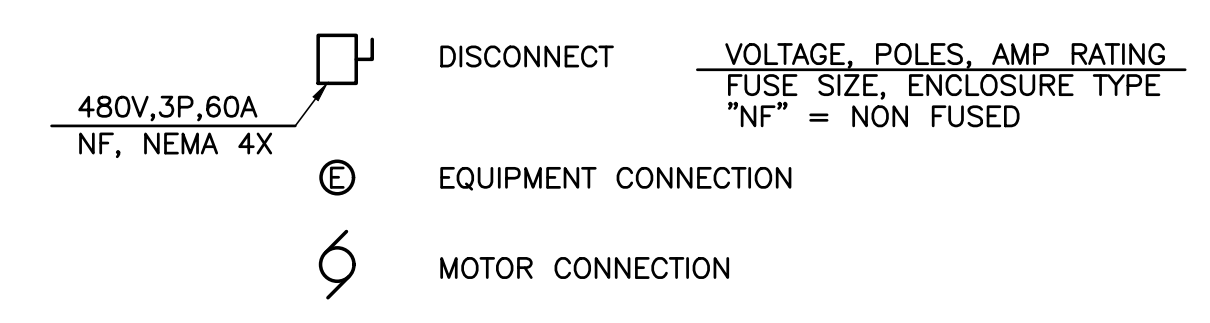 DISCONNECT
VOLTAGE, POLES, AMP RATING
FUSE SIZE, ENCLOSURE TYPE
"NF" = NON FUSED
480V,3P,60A
NF, NEMA 4X
E
EQUIPMENT CONNECTION
MOTOR CONNECTION